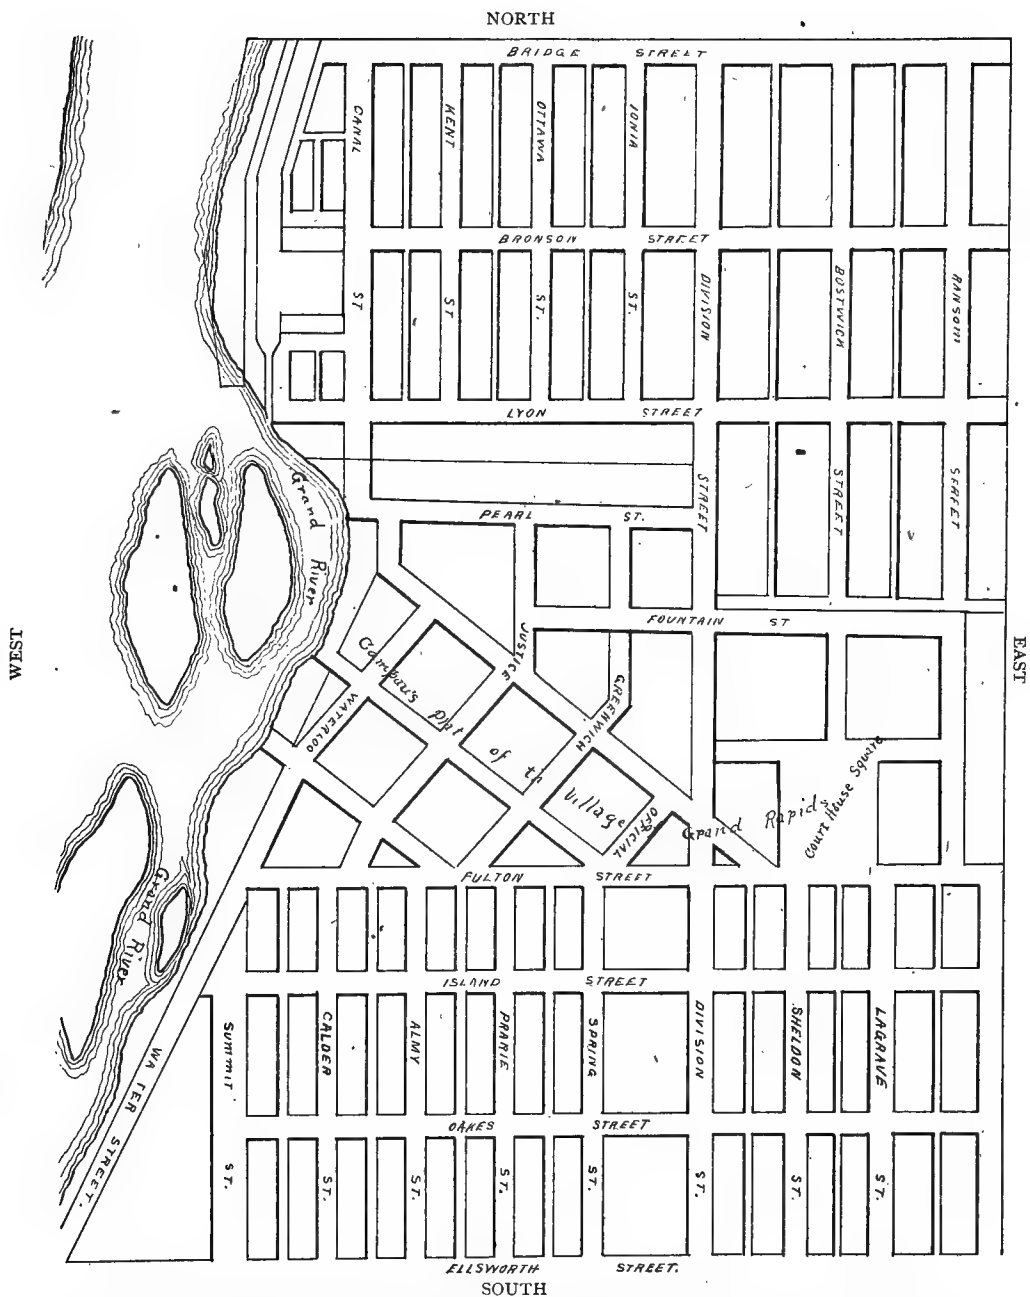 NORTH
BRIDGE STREET
CANAL ST
KENT ST.
OTTAWA ST.
IONIA ST.
BRONSON STREET
DIVISION STREET
BOSTWICH STREET
RANSOM STREET
LYON STREET
Grand River
PEARL ST.
FOUNTAIN ST
WEST
EAST
JUSTICE
GREENWICH
WATERLOO
OFFICIAL
Campau's Plat of th Village Grand Rapids
Court House Square
FULTON STREET
Grand River
ISLAND STREET
SUMMIT ST.
CALDER ST.
ALMY ST.
PRARIE ST.
SPRING ST.
DIVISION ST.
SHELDON ST.
LAGRAVE ST.
WATER STREET.
OAKES STREET
ELLSWORTH STREET.
SOUTH